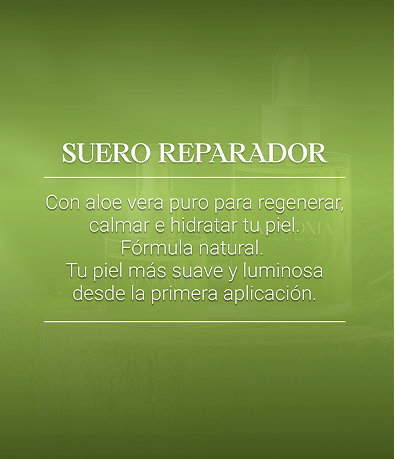 SUERO REPARADOR
Con aloe vera puro para regenerar,
calmar e hidratar tu piel.
Fórmula natural.
Tu piel más suave y luminosa
desde la primera aplicación.